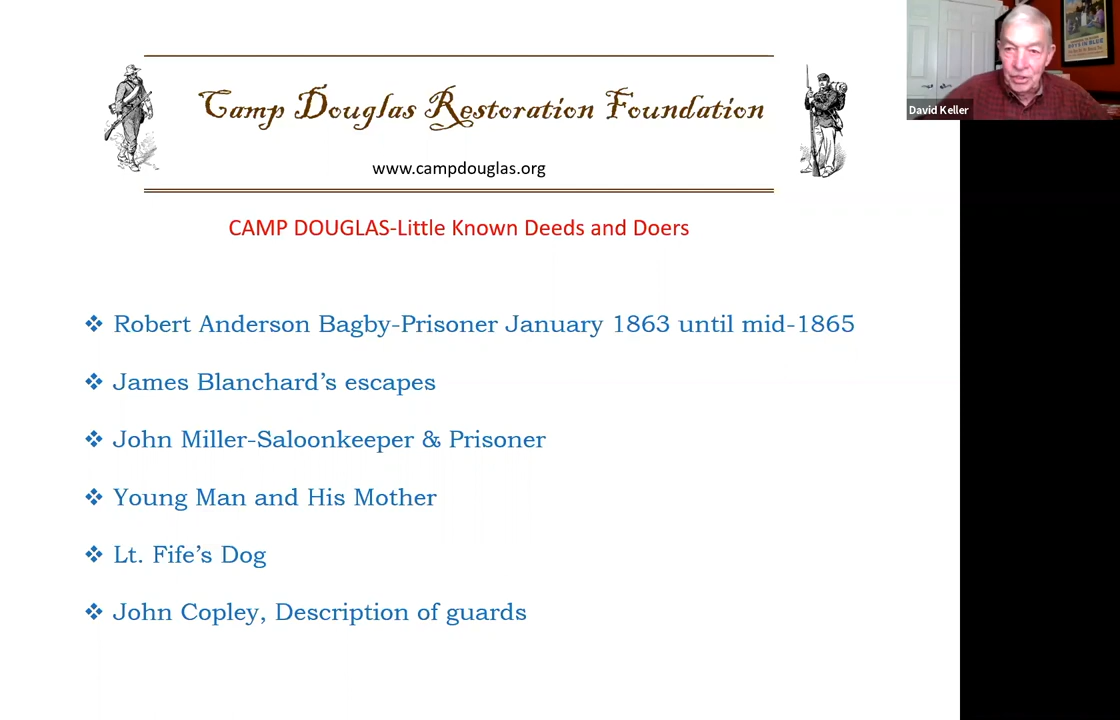 Camp Douglas Restoration Foundation
www.campdouglas.org
CAMP DOUGLAS-Little Known Deeds and Doers
❖ Robert Anderson Bagby-Prisoner January 1863 until mid-1865
❖ James Blanchard's escapes
❖ John Miller-Saloonkeeper & Prisoner
❖ Young Man and His Mother
❖ Lt. Fife's Dog
❖ John Copley, Description of guards
David Keller